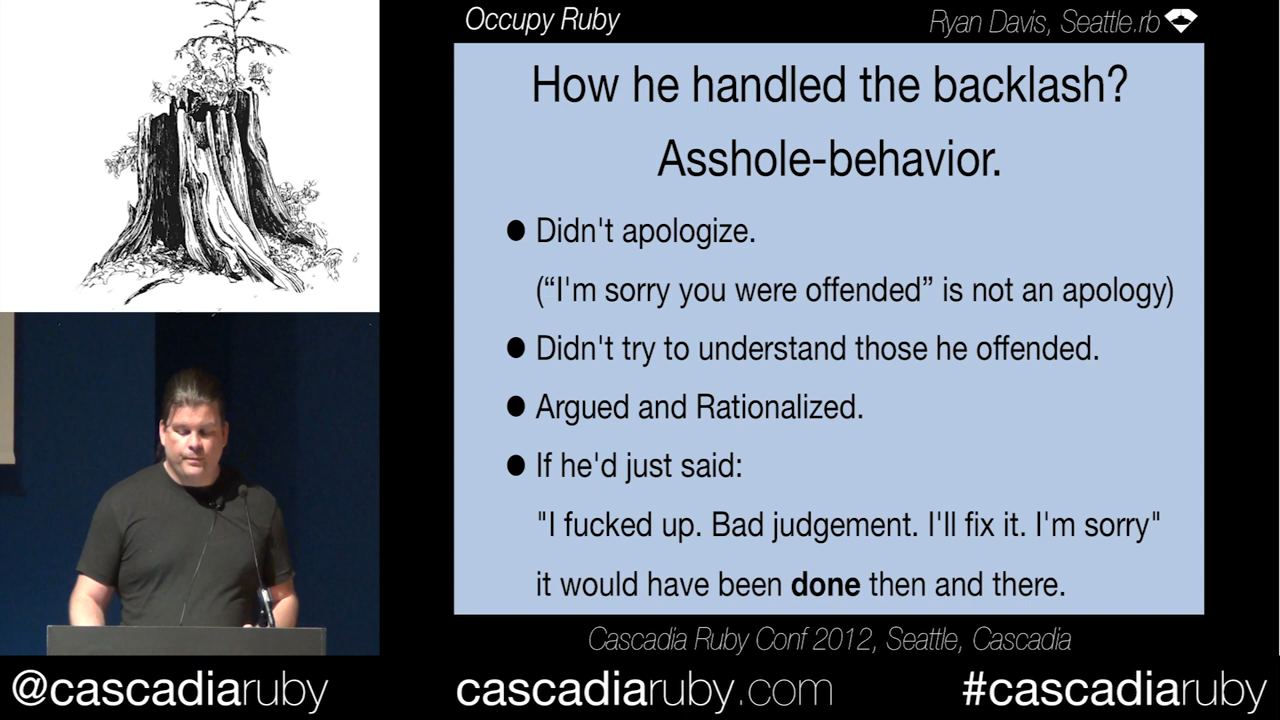 Occupy Ruby
Ryan Davis, Seattle.rb
How he handled the backlash?
Asshole-behavior.
● Didn't apologize.
(“I'm sorry you were offended” is not an apology)
● Didn't try to understand those he offended.
● Argued and Rationalized.
● If he'd just said:
"I fucked up. Bad judgement. I'll fix it. I'm sorry"
it would have been done then and there.
Cascadia Ruby Conf 2012, Seattle, Cascadia
@cascadiaruby
cascadiaruby.com
#cascadiaruby